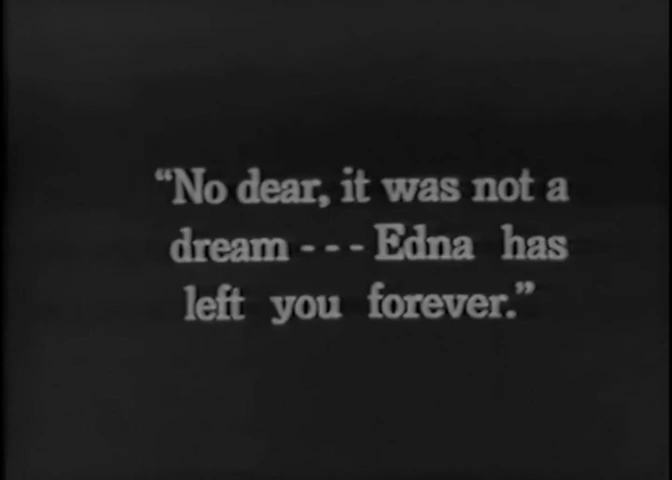 “No dear, it was not a
dream - - - Edna has
left you forever.”